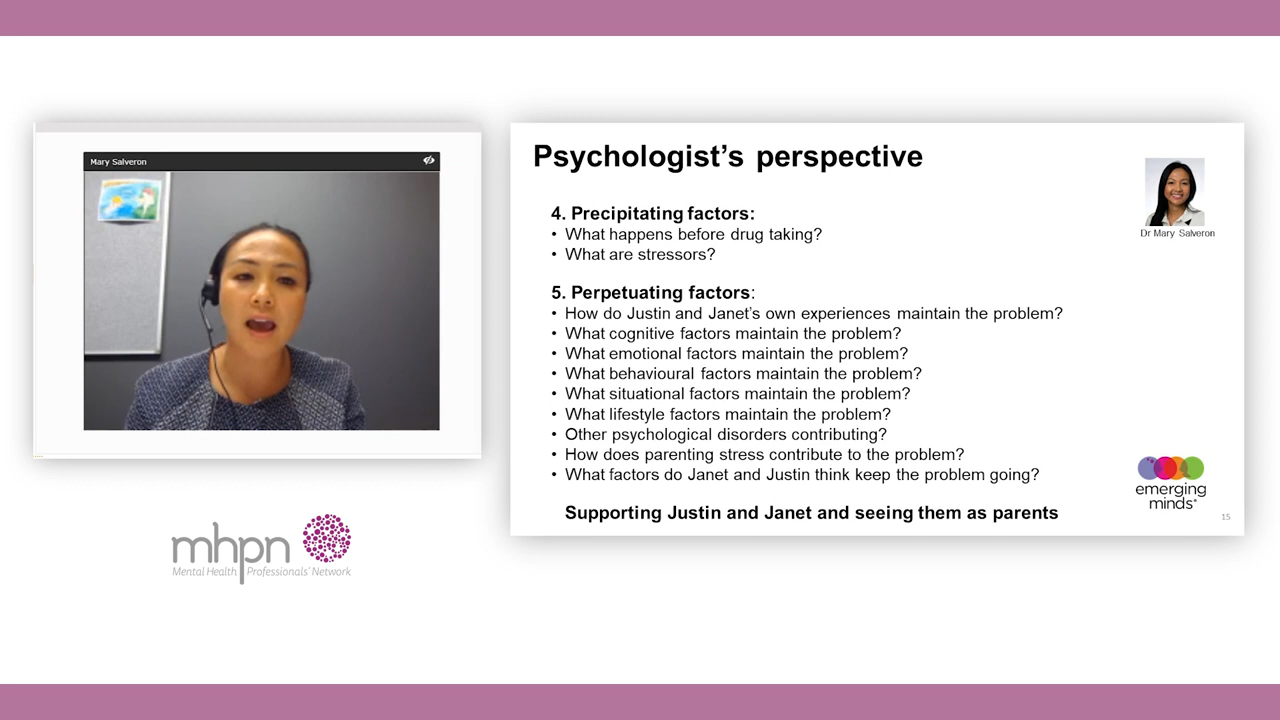 Mary Salveron
mhpn
Mental Health Professionals' Network
Psychologist's perspective
4. Precipitating factors:
• What happens before drug taking?
• What are stressors?
5. Perpetuating factors:
• How do Justin and Janet's own experiences maintain the problem?
• What cognitive factors maintain the problem?
• What emotional factors maintain the problem?
• What behavioural factors maintain the problem?
• What situational factors maintain the problem?
• What lifestyle factors maintain the problem?
• Other psychological disorders contributing?
• How does parenting stress contribute to the problem?
• What factors do Janet and Justin think keep the problem going?
Supporting Justin and Janet and seeing them as parents
Dr Mary Salveron
emerging
minds
15